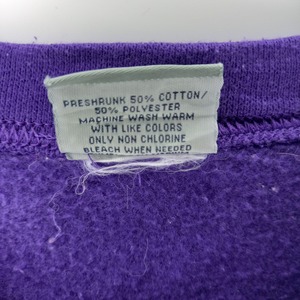 PRESHRUNK 50% COTTON/
50% POLYESTER
MACHINE WASH WARM
WITH LIKE COLORS
ONLY NON CHLORINE
BLEACH WHEN NEEDED